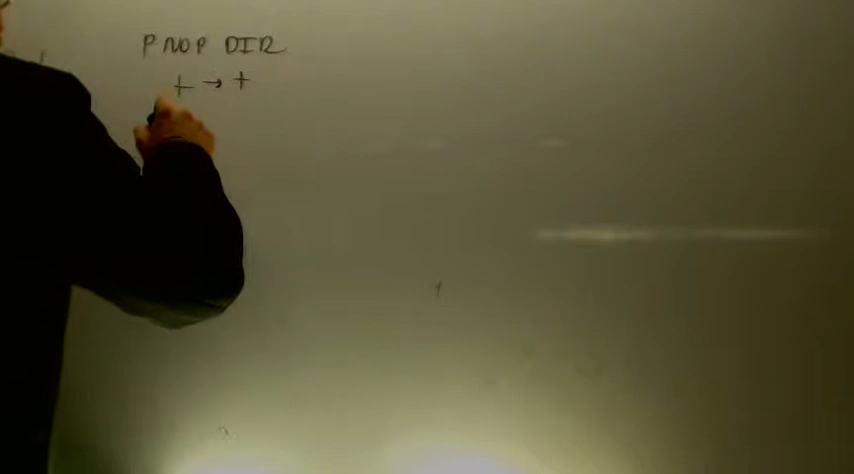 PROP DIR
+ → +